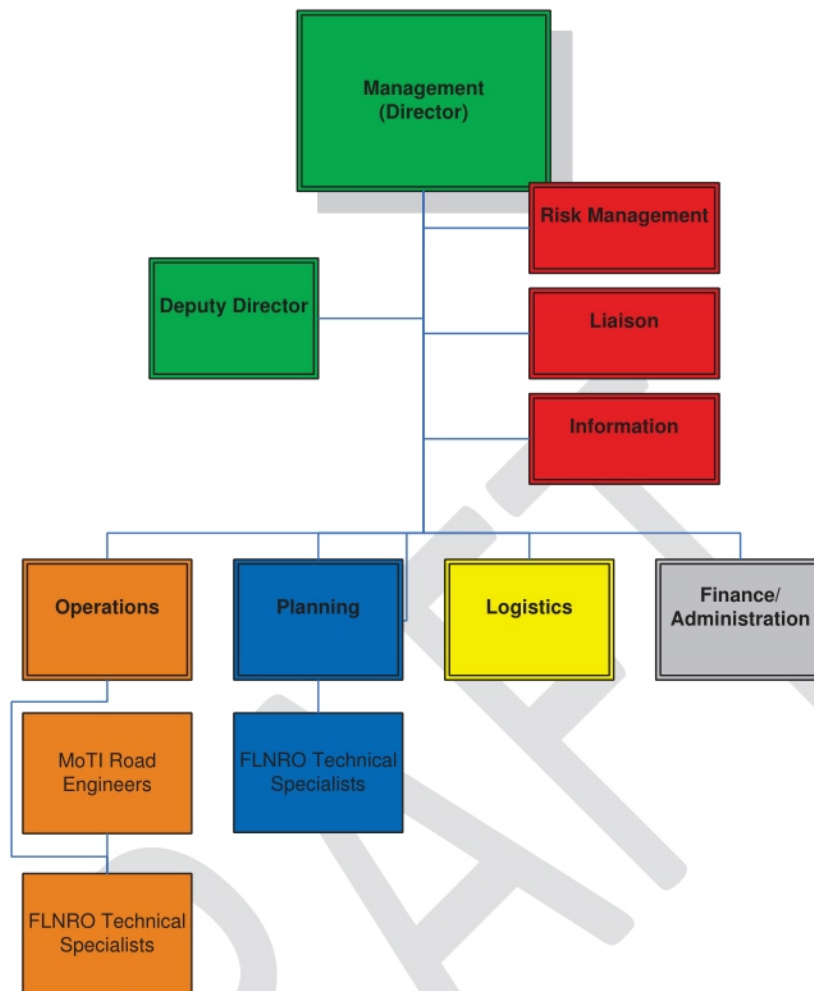 Management
(Director)
Risk Management
Deputy Director
Liaison
Information
Operations
Planning
Logistics
Finance/
Administration
MoTI Road
Engineers
FLNRO Technical
Specialists
FLNRO Technical
Specialists
DRAFT